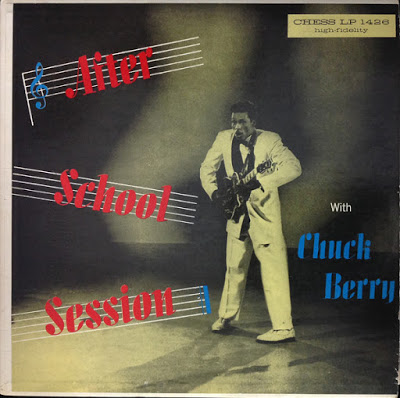 CHESS LP 1426
high-fidelity
After
School
Session
With
Chuck
Berry